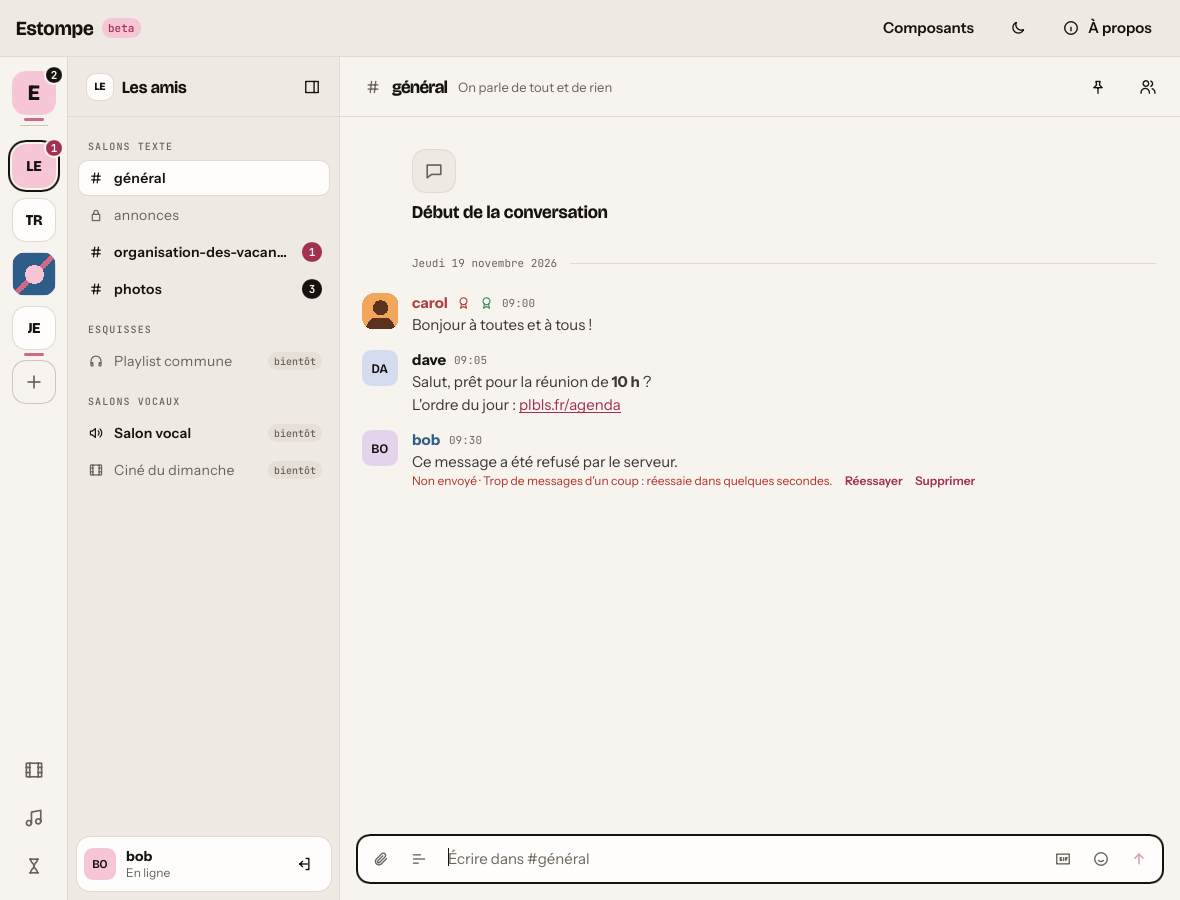 Estompe beta
Composants
À propos
E 2
LE 1
TR
JE
LE Les amis
SALONS TEXTE
# général
annonces
# organisation-des-vacan... 1
# photos 3
ESQUISSES
Playlist commune bientôt
SALONS VOCAUX
Salon vocal bientôt
Ciné du dimanche bientôt
BO bob
En ligne
# général On parle de tout et de rien
Début de la conversation
Jeudi 19 novembre 2026
carol 09:00
Bonjour à toutes et à tous !
DA dave 09:05
Salut, prêt pour la réunion de 10 h ?
L'ordre du jour : plbls.fr/agenda
BO bob 09:30
Ce message a été refusé par le serveur.
Non envoyé · Trop de messages d'un coup : réessaie dans quelques secondes. Réessayer Supprimer
Écrire dans #général
GIF